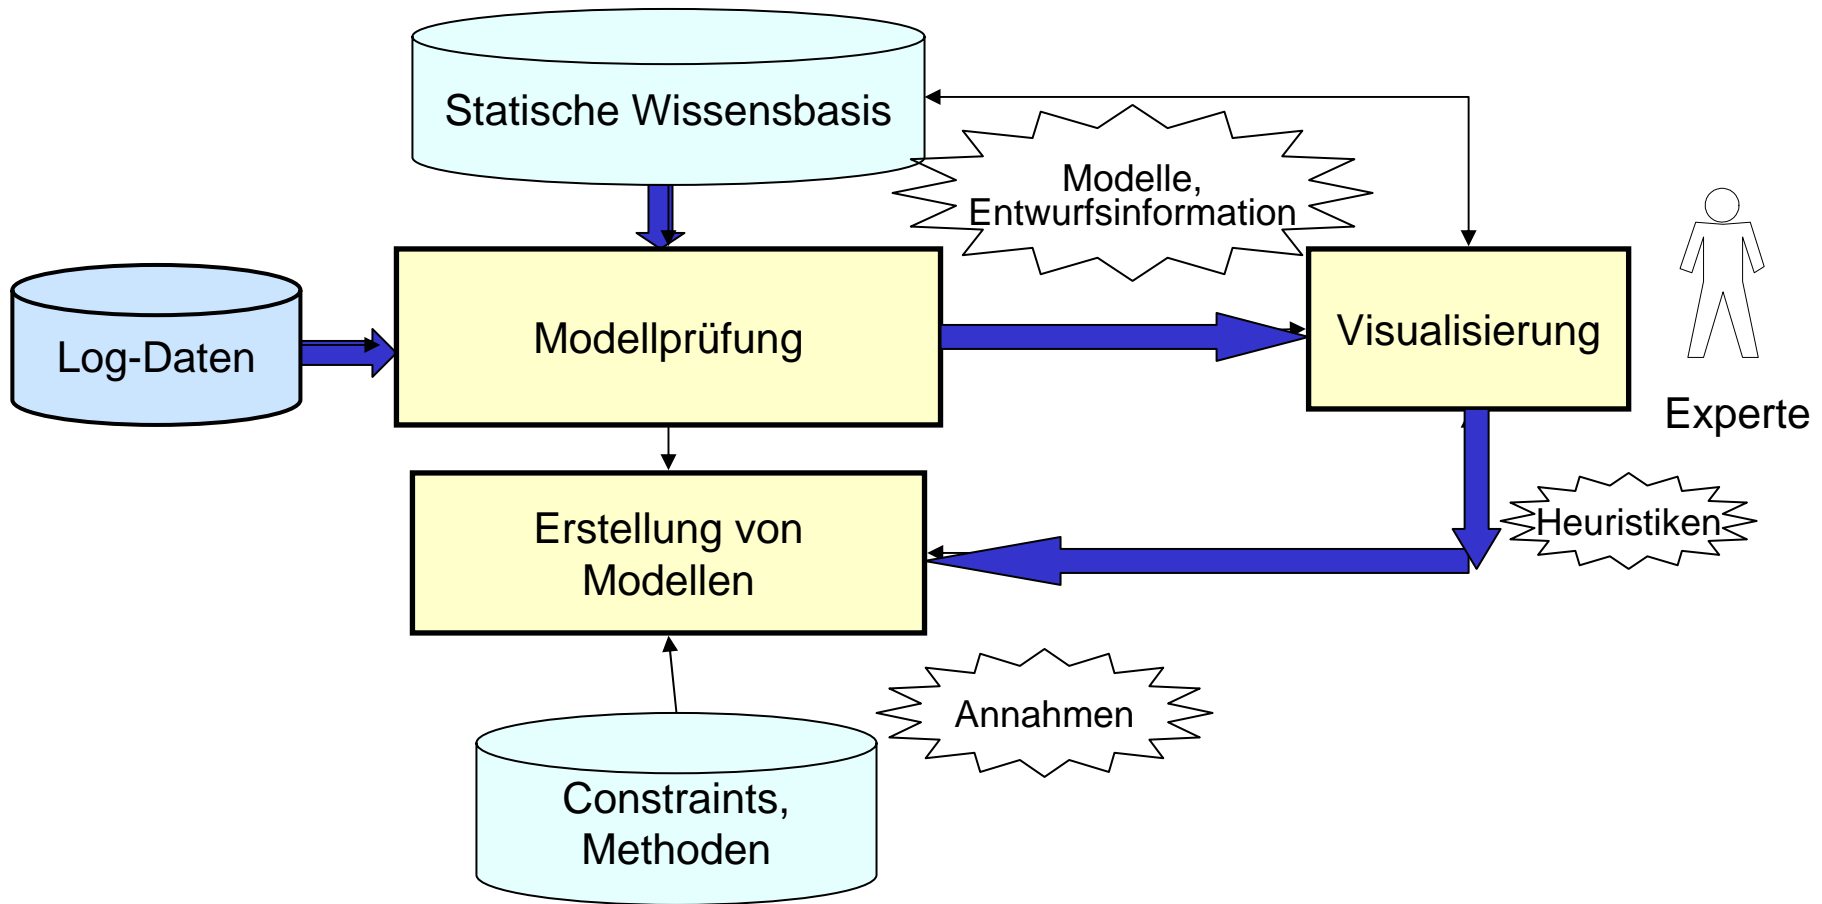 Statische Wissensbasis
Modelle,
Entwurfsinformation
Log-Daten
Modellprüfung
Visualisierung
Experte
Erstellung von
Modellen
Heuristiken
Annahmen
Constraints,
Methoden